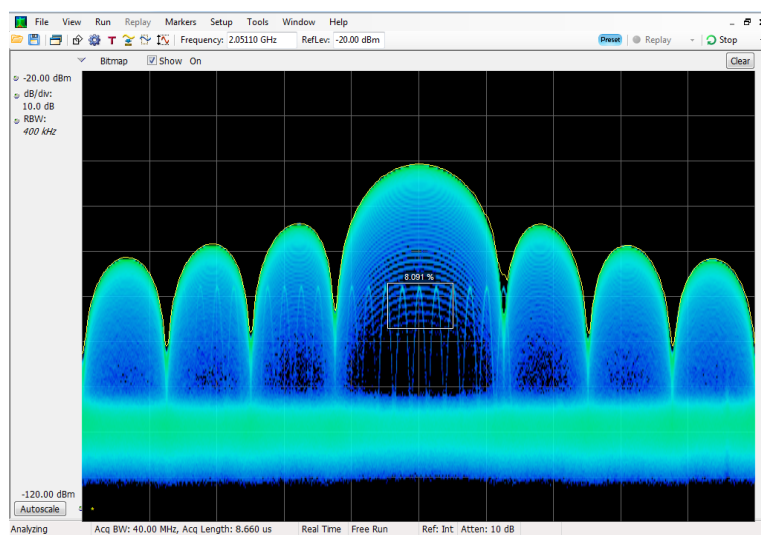 File View Run Replay Markers Setup Tools Window Help
T Frequency: 2.05110 GHz RefLev: -20.00 dBm Preset Replay Stop
Bitmap Show On Clear
-20.00 dBm
dB/div:
10.0 dB
RBW:
400 kHz
8.091 %
-120.00 dBm
Autoscale
Analyzing Acq BW: 40.00 MHz, Acq Length: 8.660 us Real Time Free Run Ref: Int Atten: 10 dB